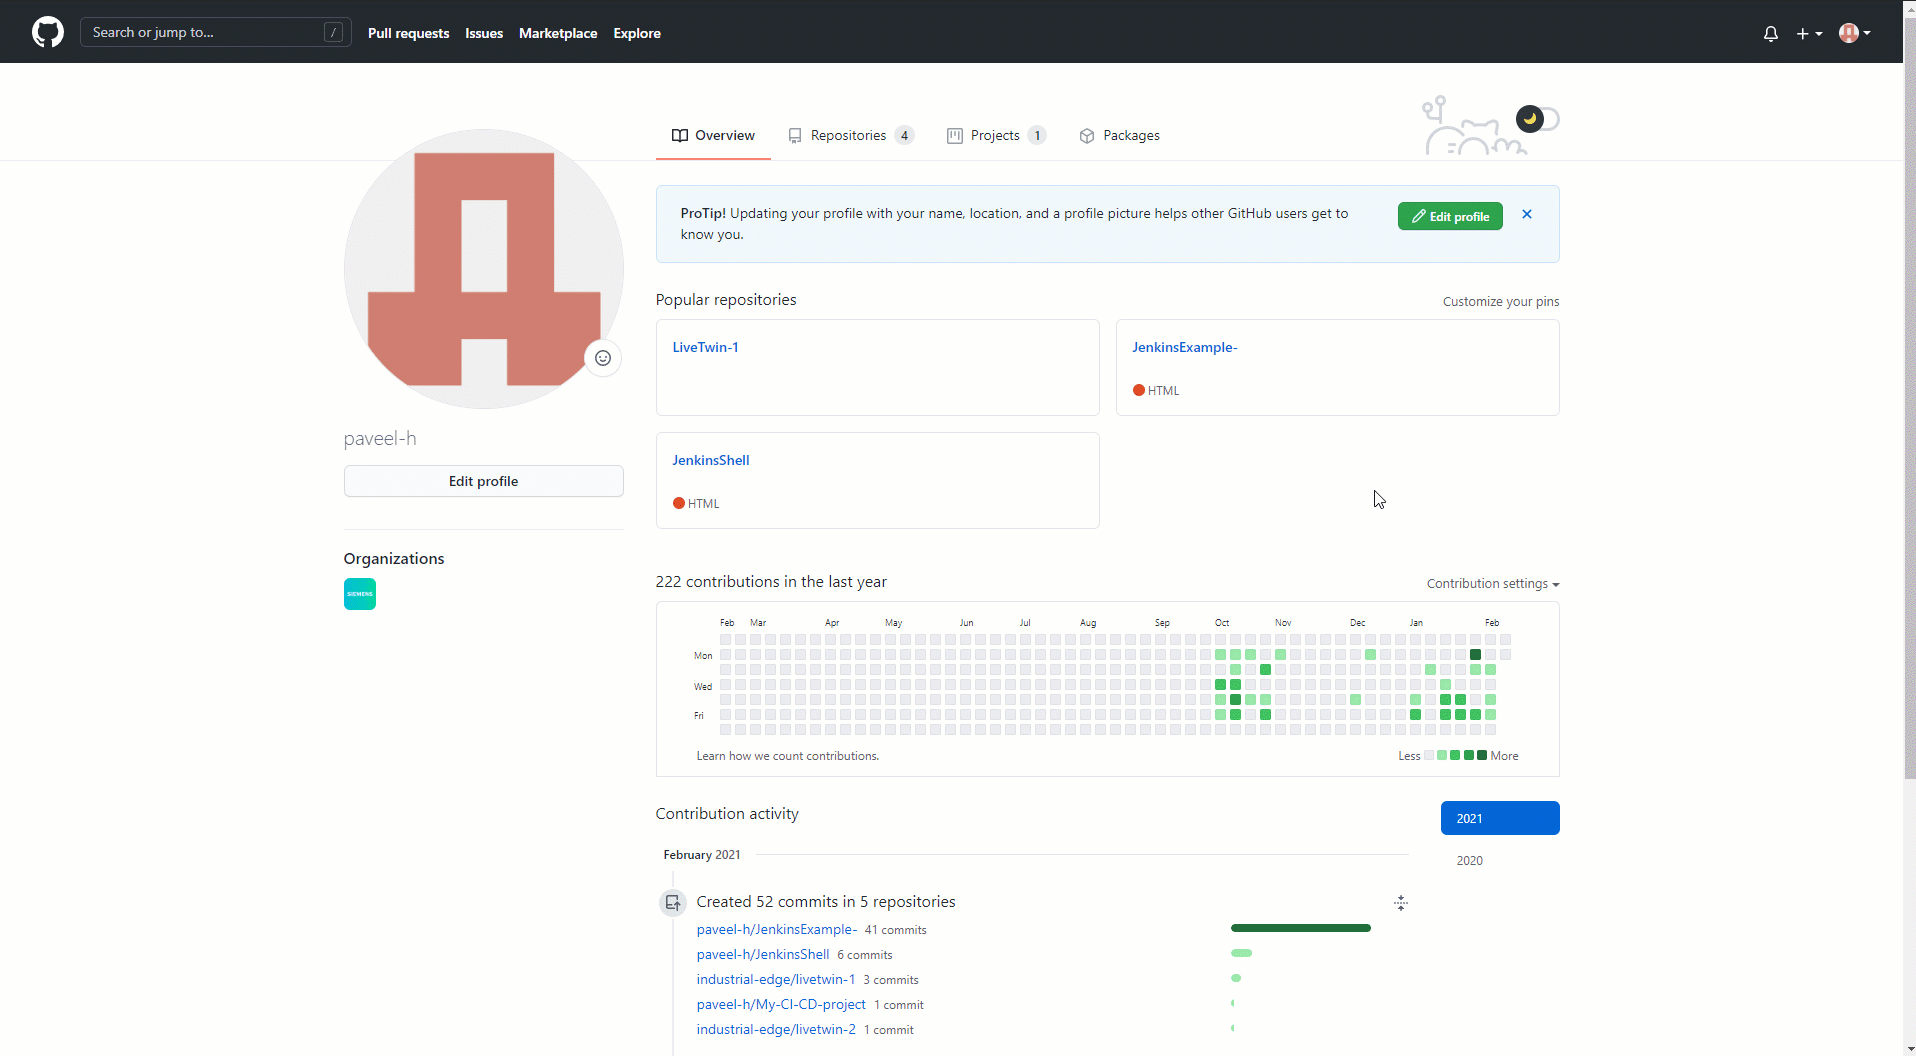 Search or jump to... /
Pull requests Issues Marketplace Explore
Overview Repositories 4 Projects 1 Packages
ProTip! Updating your profile with your name, location, and a profile picture helps other GitHub users get to
know you.
Edit profile
Popular repositories
Customize your pins
LiveTwin-1
JenkinsExample-
HTML
JenkinsShell
HTML
paveel-h
Edit profile
Organizations
SIEMENS
222 contributions in the last year
Contribution settings
Feb Mar Apr May Jun Jul Aug Sep Oct Nov Dec Jan Feb
Mon
Wed
Fri
Learn how we count contributions.
Less More
Contribution activity
2021
2020
February 2021
Created 52 commits in 5 repositories
paveel-h/JenkinsExample- 41 commits
paveel-h/JenkinsShell 6 commits
industrial-edge/livetwin-1 3 commits
paveel-h/My-CI-CD-project 1 commit
industrial-edge/livetwin-2 1 commit